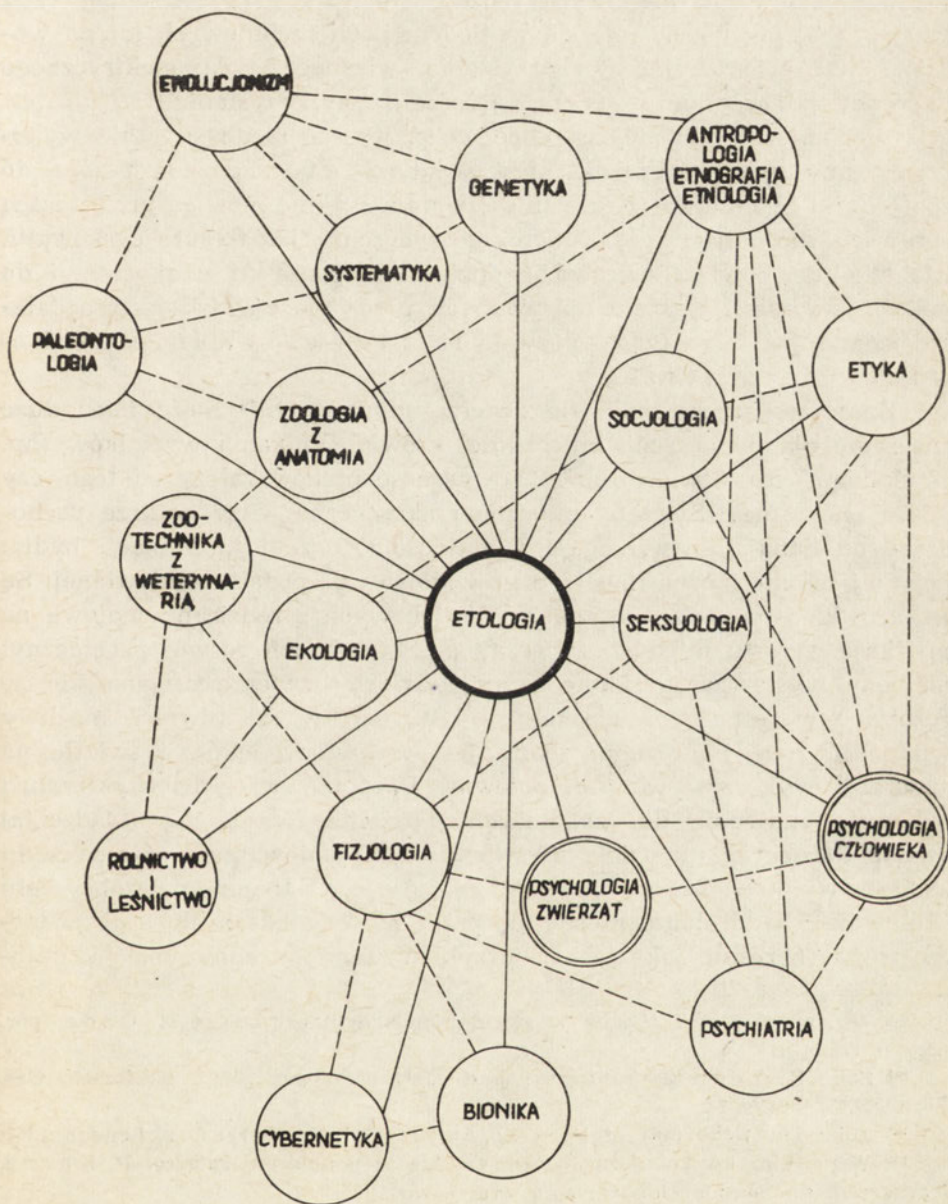 EWOLUCJONIZM
GENETYKA
ANTROPO-
LOGIA
ETNOGRAFIA
ETNOLOGIA
SYSTEMATYKA
PALEONTO-
LOGIA
ZOOLOGIA
Z
ANATOMIA
SOCJOLOGIA
ETYKA
ZOO-
TECHNIKA
Z
WETERYNA-
RIĄ
EKOLOGIA
ETOLOGIA
SEKSUOLOGIA
ROLNICTWO
I
LEŚNICTWO
FIZJOLOGIA
PSYCHOLOGIA
ZWIERZĄT
PSYCHOLOGIA
CZŁOWIEKA
PSYCHIATRIA
CYBERNETYKA
BIONIKA